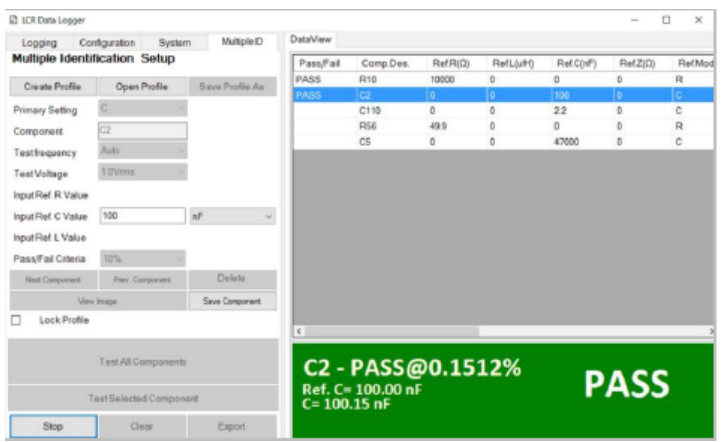 LCR Data Logger
Logging Configuration System MultipleID
Multiple Identification Setup
Create Profile Open Profile Save Profile As
Primary Setting C
Component C2
Test frequency Auto
Test Voltage 1.0Vrms
Input Ref. R Value
Input Ref. C Value 100 nF
Input Ref. L Value
Pass/Fail Criteria 10%
Next Component Prev. Component Delete
View Image Save Component
Lock Profile
Test All Components
Test Selected Component
Stop Clear Export
DataView
Pass/Fail Comp.Des. Ref.R(Ω) Ref.L(uH) Ref.C(nF) Ref.Z(Ω) Ref.Mod
PASS R10 10000 0 0 0 R
PASS C2 0 0 100 0 C
C110 0 0 2.2 0 C
R56 49.9 0 0 0 R
C5 0 0 47000 0 C
C2 - PASS@0.1512%
Ref. C= 100.00 nF
C= 100.15 nF
PASS